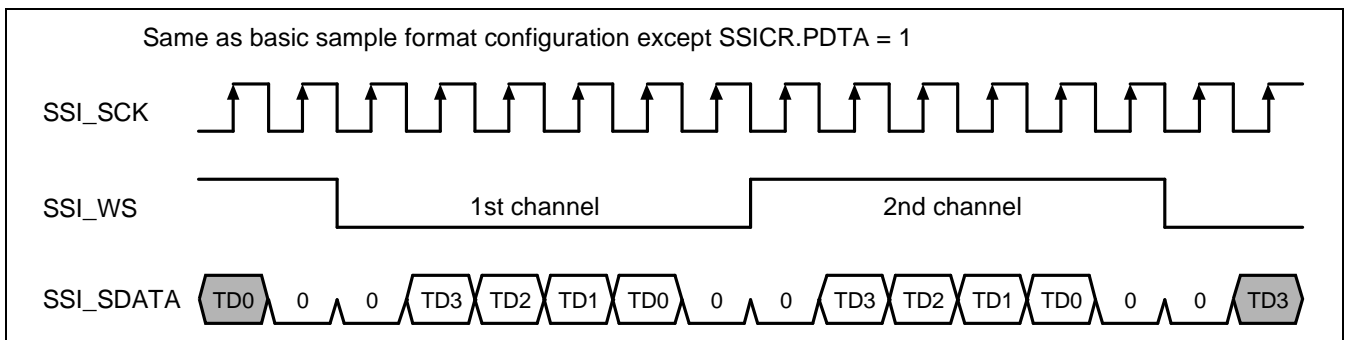 Same as basic sample format configuration except SSICR.PDTA = 1
SSI_SCK
SSI_WS 1st channel 2nd channel
SSI_SDATA TD0 0 0 TD3 TD2 TD1 TD0 0 0 TD3 TD2 TD1 TD0 0 0 TD3